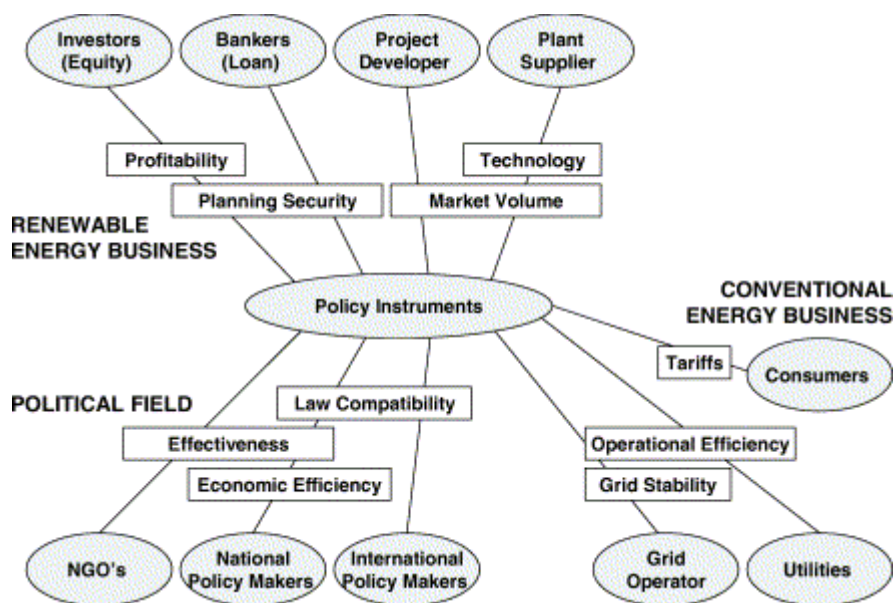 Investors
(Equity)
Bankers
(Loan)
Project
Developer
Plant
Supplier
Profitability
Technology
Planning Security
Market Volume
RENEWABLE
ENERGY BUSINESS
Policy Instruments
CONVENTIONAL
ENERGY BUSINESS
Tariffs
Consumers
POLITICAL FIELD
Law Compatibility
Effectiveness
Operational Efficiency
Economic Efficiency
Grid Stability
NGO's
National
Policy Makers
International
Policy Makers
Grid
Operator
Utilities